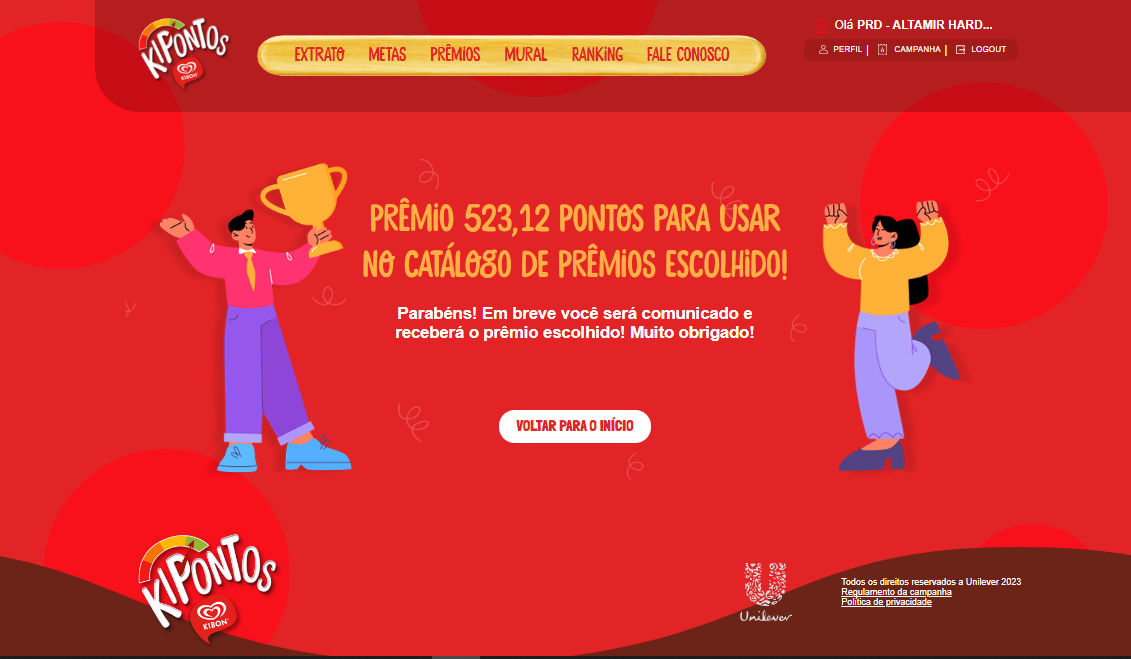 KIPONTOS
KIBON
EXTRATO METAS PRÊMIOS MURAL RANKING FALE CONOSCO
Olá PRD - ALTAMIR HARD...
PERFIL | CAMPANHA | LOGOUT
PRÊMIO 523,12 PONTOS PARA USAR
NO CATÁLOGO DE PRÊMIOS ESCOLHIDO!
Parabéns! Em breve você será comunicado e
receberá o prêmio escolhido! Muito obrigado!
VOLTAR PARA O INÍCIO
KIPONTOS
KIBON
Unilever
Todos os direitos reservados a Unilever 2023
Regulamento da campanha
Política de privacidade